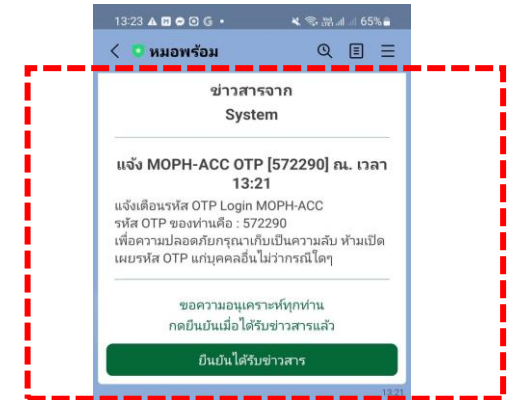 13:23
65%
หมอพร้อม
ข่าวสารจาก
System
แจ้ง MOPH-ACC OTP [572290] ณ. เวลา
13:21
แจ้งเตือนรหัส OTP Login MOPH-ACC
รหัส OTP ของท่านคือ : 572290
เพื่อความปลอดภัยกรุณาเก็บเป็นความลับ ห้ามเปิด
เผยรหัส OTP แก่บุคคลอื่นไม่ว่ากรณีใดๆ
ขอความอนุเคราะห์ทุกท่าน
กดยืนยันเมื่อได้รับข่าวสารแล้ว
ยืนยันได้รับข่าวสาร
13:21